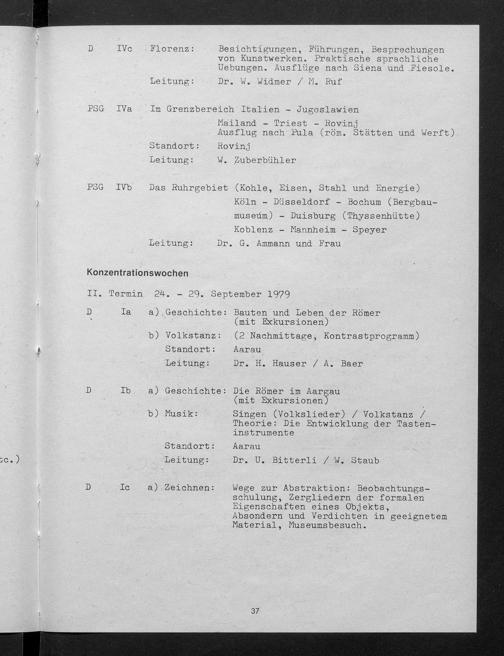 D IVc Florenz: Besichtigungen, Führungen, Besprechungen
von Kunstwerken. Praktische sprachliche
Uebungen. Ausflüge nach Siena und Fiesole.
Leitung: Dr. W. Widmer / M. Ruf
PSG IVa Im Grenzbereich Italien - Jugoslawien
Mailand - Triest - Rovinj
Ausflug nach Pula (röm. Stätten und Werft)
Standort: Rovinj
Leitung: W. Zuberbühler
PSG IVb Das Ruhrgebiet (Kohle, Eisen, Stahl und Energie)
Köln - Düsseldorf - Bochum (Bergbau-
museum) - Duisburg (Thyssenhütte)
Koblenz - Mannheim - Speyer
Leitung: Dr. G. Ammann und Frau
Konzentrationswochen
II. Termin 24. - 29. September 1979
D Ia a) Geschichte: Bauten und Leben der Römer
(mit Exkursionen)
b) Volkstanz: (2 Nachmittage, Kontrastprogramm)
Standort: Aarau
Leitung: Dr. H. Hauser / A. Baer
D Ib a) Geschichte: Die Römer im Aargau
(mit Exkursionen)
b) Musik: Singen (Volkslieder) / Volkstanz /
Theorie: Die Entwicklung der Tasten-
instrumente
Standort: Aarau
tc.)
Leitung: Dr. U. Bitterli / W. Staub
D Ic a) Zeichnen: Wege zur Abstraktion: Beobachtungs-
schulung, Zergliedern der formalen
Eigenschaften eines Objekts,
Absondern und Verdichten in geeignetem
Material, Museumsbesuch.
37